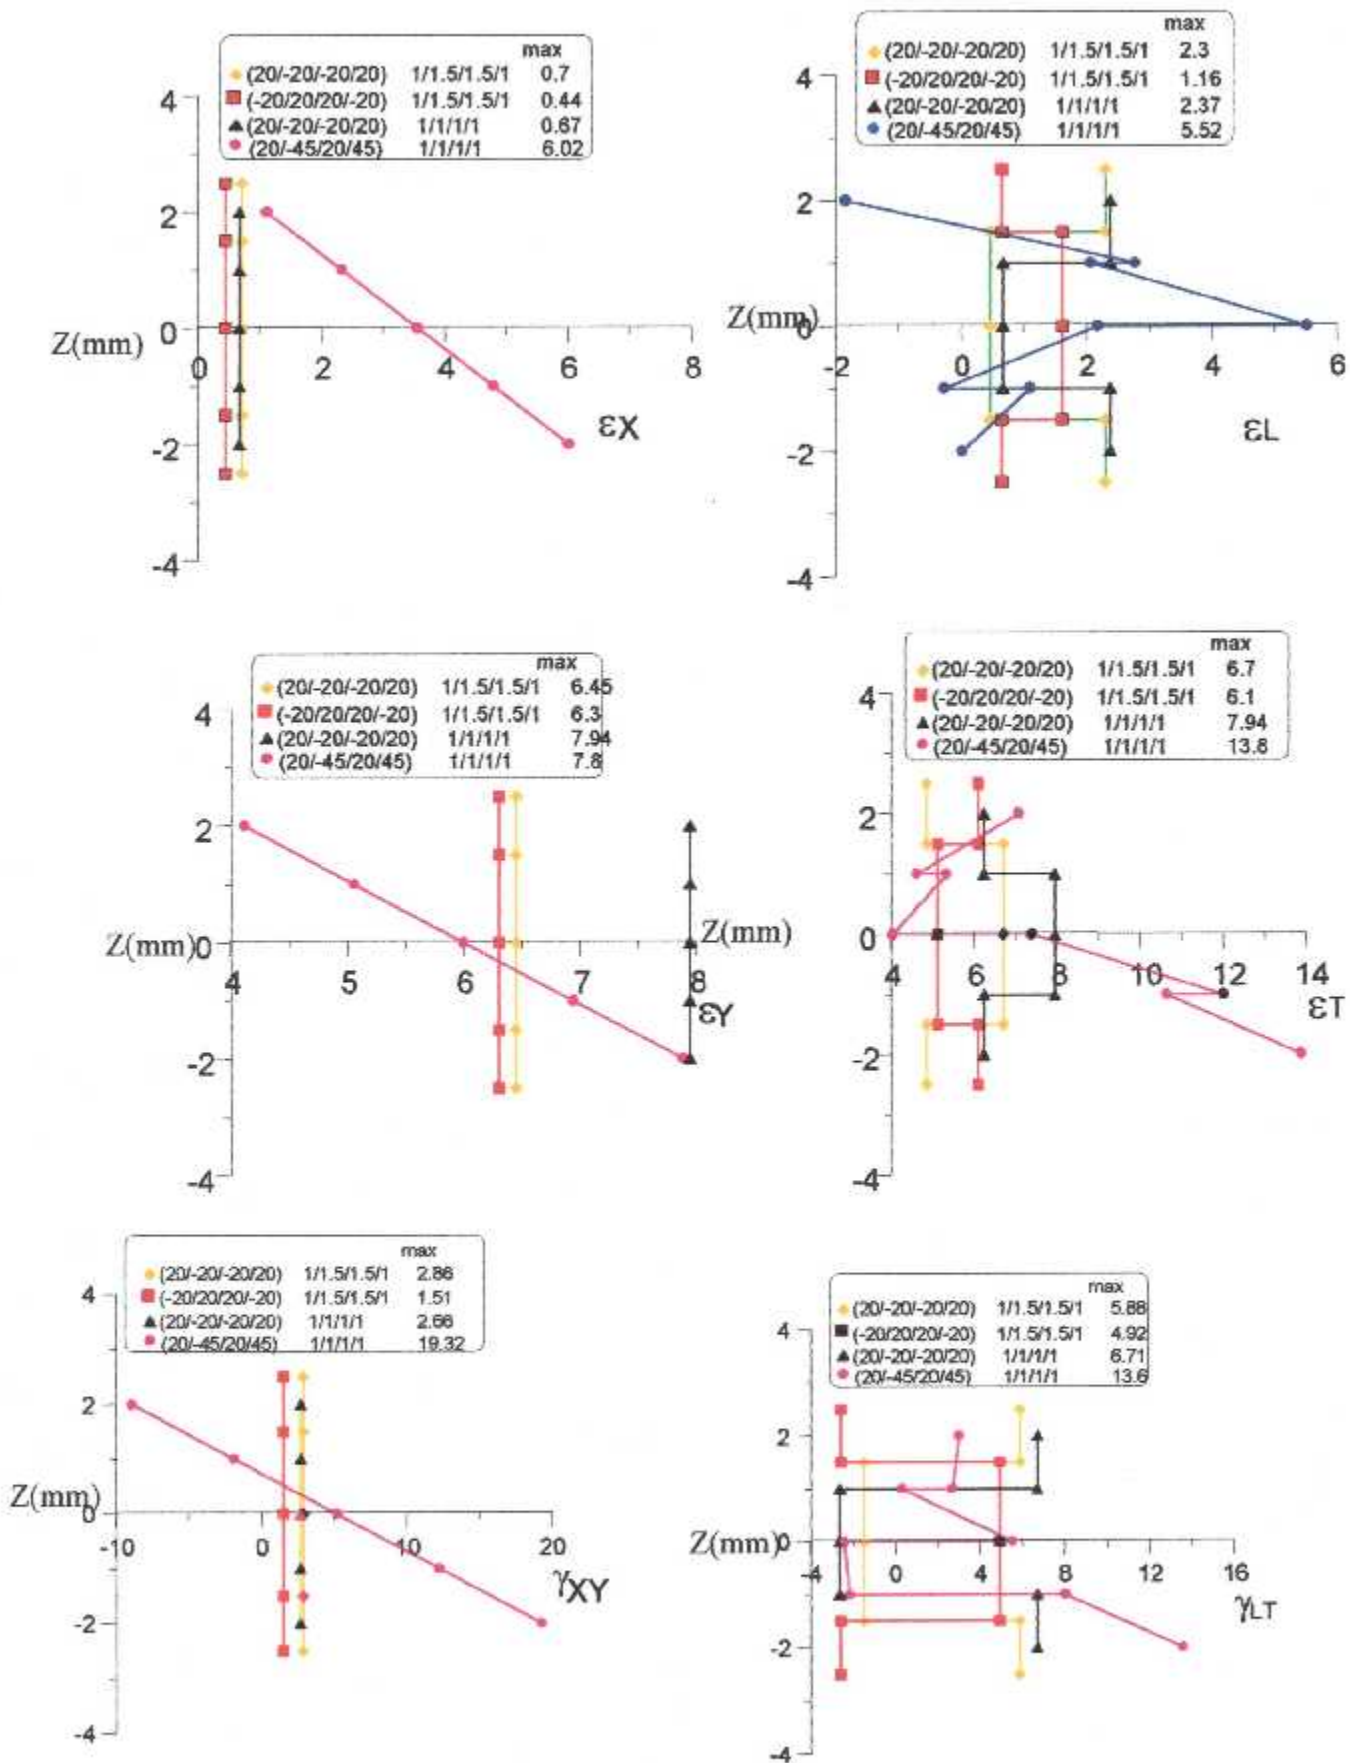 max
(20/-20/-20/20) 1/1.5/1.5/1 0.7
(-20/20/20/-20) 1/1.5/1.5/1 0.44
(20/-20/-20/20) 1/1/1/1 0.67
(20/-45/20/45) 1/1/1/1 6.02
4
2
0
-2
-4
Z(mm)
0 2 4 6 8
εX
max
(20/-20/-20/20) 1/1.5/1.5/1 2.3
(-20/20/20/-20) 1/1.5/1.5/1 1.16
(20/-20/-20/20) 1/1/1/1 2.37
(20/-45/20/45) 1/1/1/1 5.52
4
2
0
-2
-4
Z(mm)
-2 0 2 4 6
εL
max
(20/-20/-20/20) 1/1.5/1.5/1 6.45
(-20/20/20/-20) 1/1.5/1.5/1 6.3
(20/-20/-20/20) 1/1/1/1 7.94
(20/-45/20/45) 1/1/1/1 7.8
4
2
0
-2
-4
Z(mm)
4 5 6 7 8
εY
max
(20/-20/-20/20) 1/1.5/1.5/1 6.7
(-20/20/20/-20) 1/1.5/1.5/1 6.1
(20/-20/-20/20) 1/1/1/1 7.94
(20/-45/20/45) 1/1/1/1 13.8
4
2
0
-2
-4
Z(mm)
4 6 8 10 12 14
εT
max
(20/-20/-20/20) 1/1.5/1.5/1 2.86
(-20/20/20/-20) 1/1.5/1.5/1 1.51
(20/-20/-20/20) 1/1/1/1 2.66
(20/-45/20/45) 1/1/1/1 19.32
4
2
0
-2
-4
Z(mm)
-10 0 10 20
γXY
max
(20/-20/-20/20) 1/1.5/1.5/1 5.88
(-20/20/20/-20) 1/1.5/1.5/1 4.92
(20/-20/-20/20) 1/1/1/1 6.71
(20/-45/20/45) 1/1/1/1 13.6
4
2
0
-2
-4
Z(mm)
-4 0 4 8 12 16
γLT